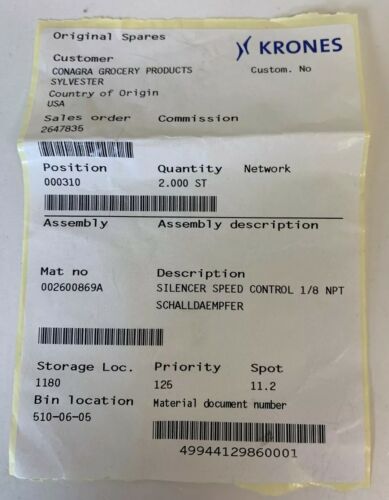 Original Spares
KRONES
Customer
Custom. No
CONAGRA GROCERY PRODUCTS
SYLVESTER
Country of Origin
USA
Sales order Commission
2647835
Position Quantity Network
000310 2.000 ST
Assembly Assembly description
Mat no Description
002600869A SILENCER SPEED CONTROL 1/8 NPT
SCHALLDAEMPFER
Storage Loc. Priority Spot
1180 125 11.2
Bin location Material document number
510-06-05
49944129860001